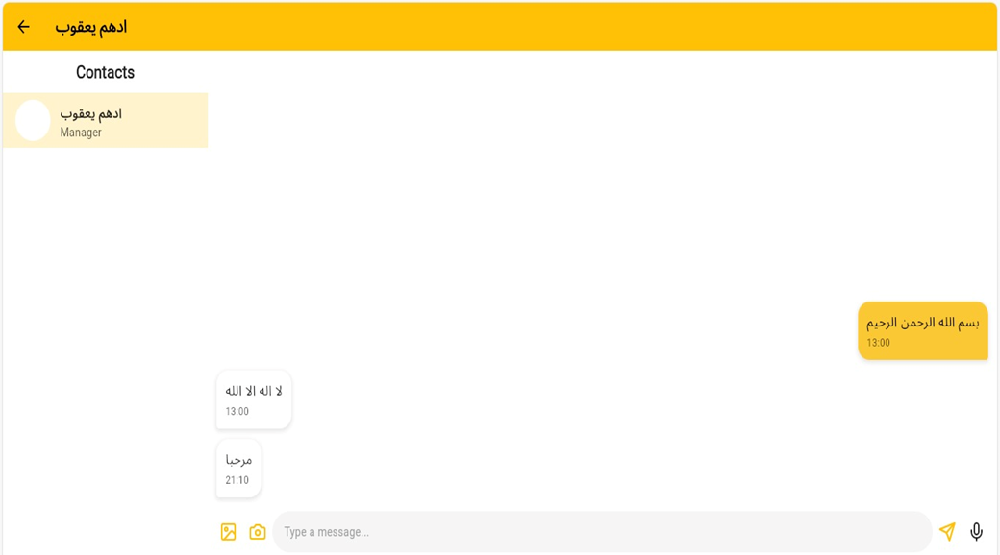 ادهم يعقوب
Contacts
ادهم يعقوب
Manager
بسم الله الرحمن الرحيم
13:00
لا اله الا الله
13:00
مرحبا
21:10
Type a message...